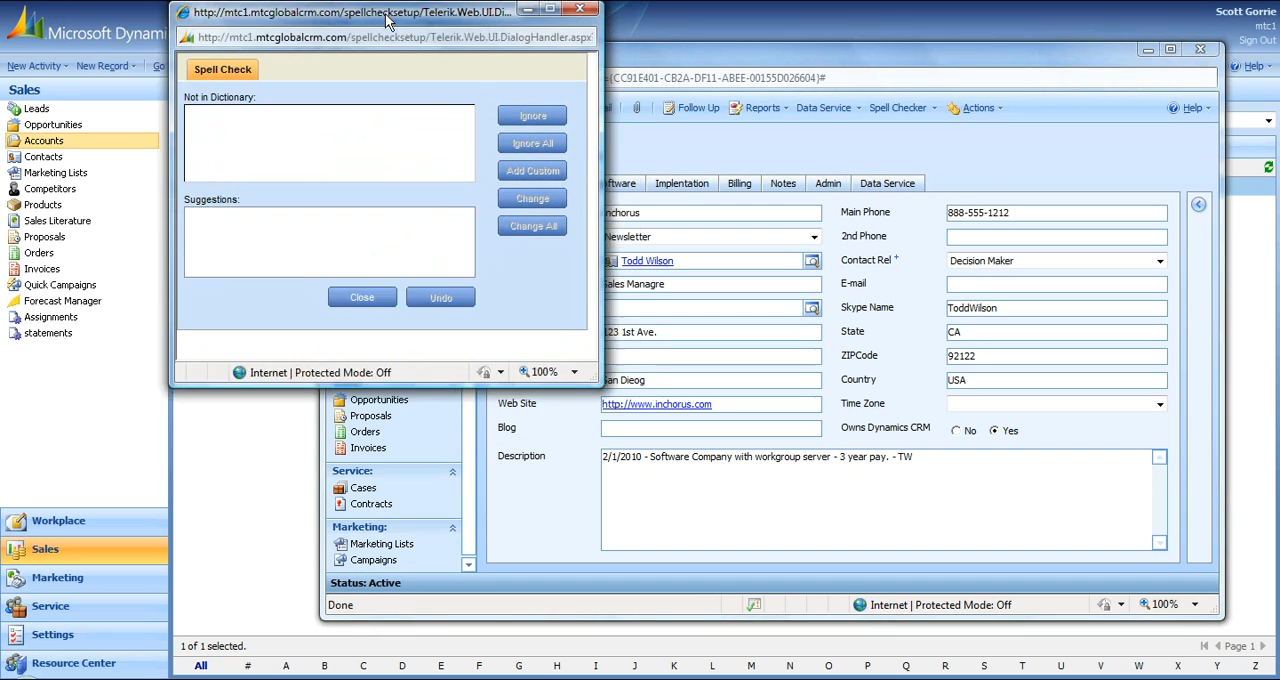 http://mtc1.mtcglobalcrm.com/spellchecksetup/Telerik.Web.UI.Di...
Microsoft Dynami
Scott Gorrie
mtc1
Sign Out
http://mtc1.mtcglobalcrm.com/spellchecksetup/Telerik.Web.UI.DialogHandler.aspx
New Activity
New Record
Go
Help
={CC91E401-CB2A-DF11-ABEE-00155D026604}#
Spell Check
Sales
Not in Dictionary:
Leads
Follow Up
Reports
Data Service
Spell Checker
Actions
Help
Ignore
Opportunities
Accounts
Ignore All
Contacts
Marketing Lists
Add Custom
Competitors
Suggestions:
Change
Products
Change All
Sales Literature
Proposals
Orders
Invoices
Quick Campaigns
Close
Undo
Forecast Manager
Assignments
statements
Implentation
Billing
Notes
Admin
Data Service
nchorus
Main Phone
888-555-1212
Newsletter
2nd Phone
Todd Wilson
Contact Rel +
Decision Maker
Sales Managre
E-mail
Skype Name
ToddWilson
123 1st Ave.
State
CA
ZIPCode
92122
Internet | Protected Mode: Off
100%
San Dieog
Country
USA
Opportunities
Web Site
http://www.inchorus.com
Time Zone
Proposals
Orders
Blog
Owns Dynamics CRM
No
Yes
Invoices
Description
2/1/2010 - Software Company with workgroup server - 3 year pay. - TW
Service:
Cases
Contracts
Marketing:
Marketing Lists
Campaigns
Status: Active
Done
Internet | Protected Mode: Off
100%
Workplace
Sales
Marketing
Service
Settings
Resource Center
1 of 1 selected.
Page 1
All # A B C D E F G H I J K L M N O P Q R S T U V W X Y Z